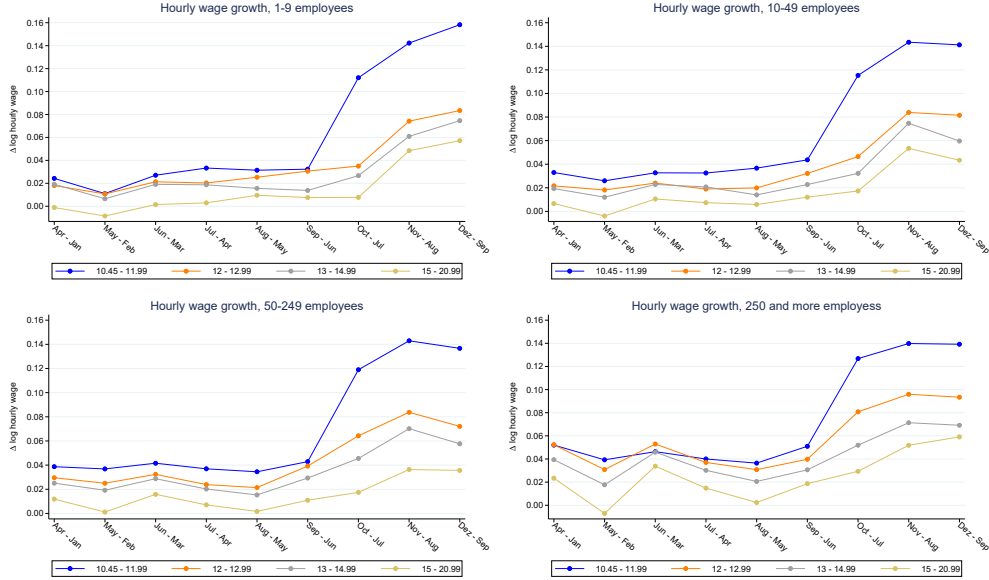 Hourly wage growth, 1-9 employees
Δ log hourly wage
0.16
0.14
0.12
0.10
0.08
0.06
0.04
0.02
0.00
Apr - Jan
May - Feb
Jun - Mar
Jul - Apr
Aug - May
Sep - Jun
Oct - Jul
Nov - Aug
Dez - Sep
10.45 - 11.99 12 - 12.99 13 - 14.99 15 - 20.99
Hourly wage growth, 10-49 employees
Δ log hourly wage
0.16
0.14
0.12
0.10
0.08
0.06
0.04
0.02
0.00
Apr - Jan
May - Feb
Jun - Mar
Jul - Apr
Aug - May
Sep - Jun
Oct - Jul
Nov - Aug
Dez - Sep
10.45 - 11.99 12 - 12.99 13 - 14.99 15 - 20.99
Hourly wage growth, 50-249 employees
Δ log hourly wage
0.16
0.14
0.12
0.10
0.08
0.06
0.04
0.02
0.00
Apr - Jan
May - Feb
Jun - Mar
Jul - Apr
Aug - May
Sep - Jun
Oct - Jul
Nov - Aug
Dez - Sep
10.45 - 11.99 12 - 12.99 13 - 14.99 15 - 20.99
Hourly wage growth, 250 and more employess
Δ log hourly wage
0.16
0.14
0.12
0.10
0.08
0.06
0.04
0.02
0.00
Apr - Jan
May - Feb
Jun - Mar
Jul - Apr
Aug - May
Sep - Jun
Oct - Jul
Nov - Aug
Dez - Sep
10.45 - 11.99 12 - 12.99 13 - 14.99 15 - 20.99